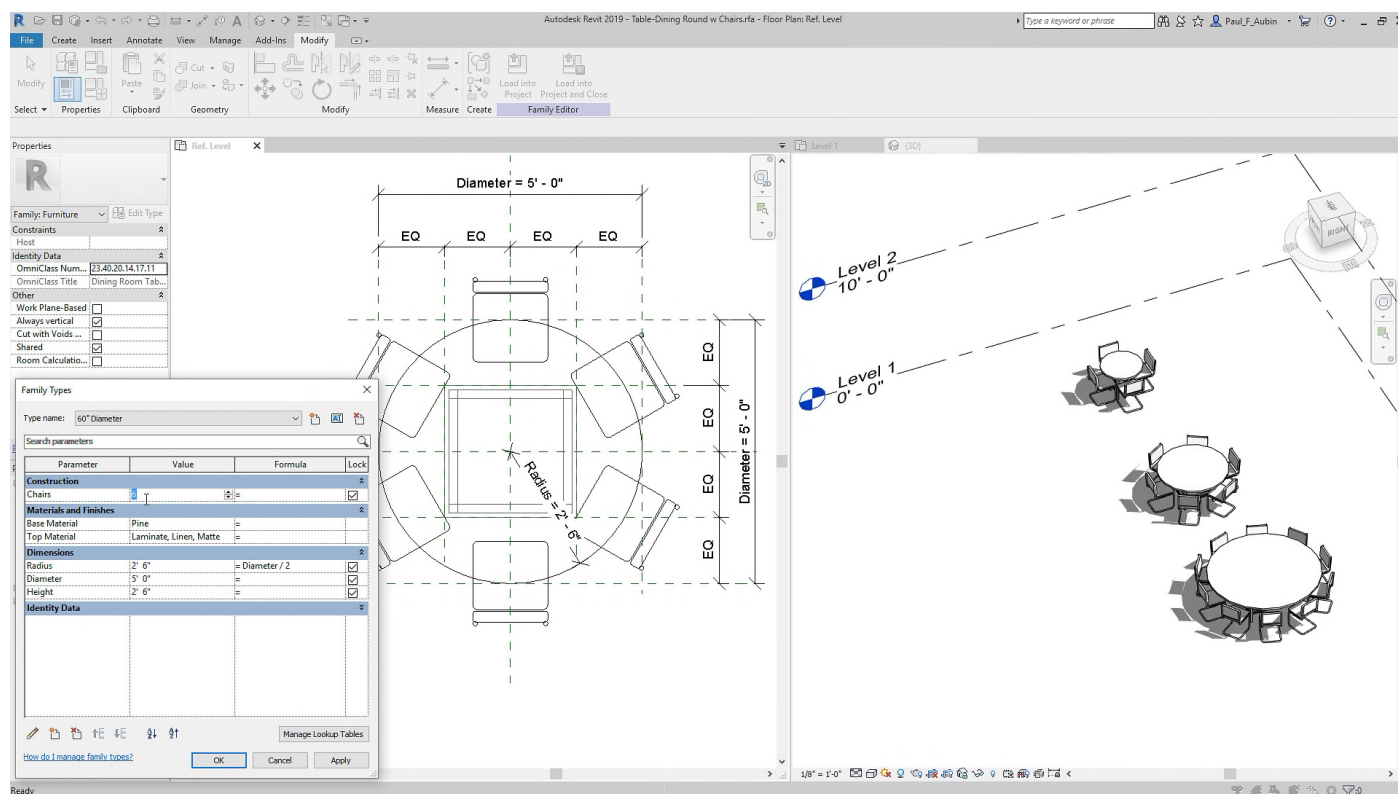 Autodesk Revit 2019 - Table-Dining Round w Chairs.rfa - Floor Plan: Ref. Level
Type a keyword or phrase
Paul_F_Aubin
File Create Insert Annotate View Manage Add-Ins Modify
Modify
Paste
Cut
Join
Load into Project
Load into Project and Close
Select Properties Clipboard Geometry Modify Measure Create Family Editor
Properties
Ref. Level
Level 1
{3D}
Family: Furniture
Edit Type
Constraints
Host
Identity Data
OmniClass Num... 23.40.20.14.17.11
OmniClass Title Dining Room Tab...
Other
Work Plane-Based
Always vertical
Cut with Voids ...
Shared
Room Calculatio...
Family Types
Type name: 60" Diameter
Search parameters
Parameter Value Formula Lock
Construction
Chairs 6 =
Materials and Finishes
Base Material Pine =
Top Material Laminate, Linen, Matte =
Dimensions
Radius 2' 6" = Diameter / 2
Diameter 5' 0" =
Height 2' 6" =
Identity Data
Manage Lookup Tables
How do I manage family types?
OK Cancel Apply
Diameter = 5' - 0"
EQ EQ EQ EQ
EQ
EQ
EQ
EQ
Diameter = 5' - 0"
Radius = 2' - 6"
2D
Level 2
10' - 0"
Level 1
0' - 0"
RIGHT
1/8" = 1'-0"
Ready
:0